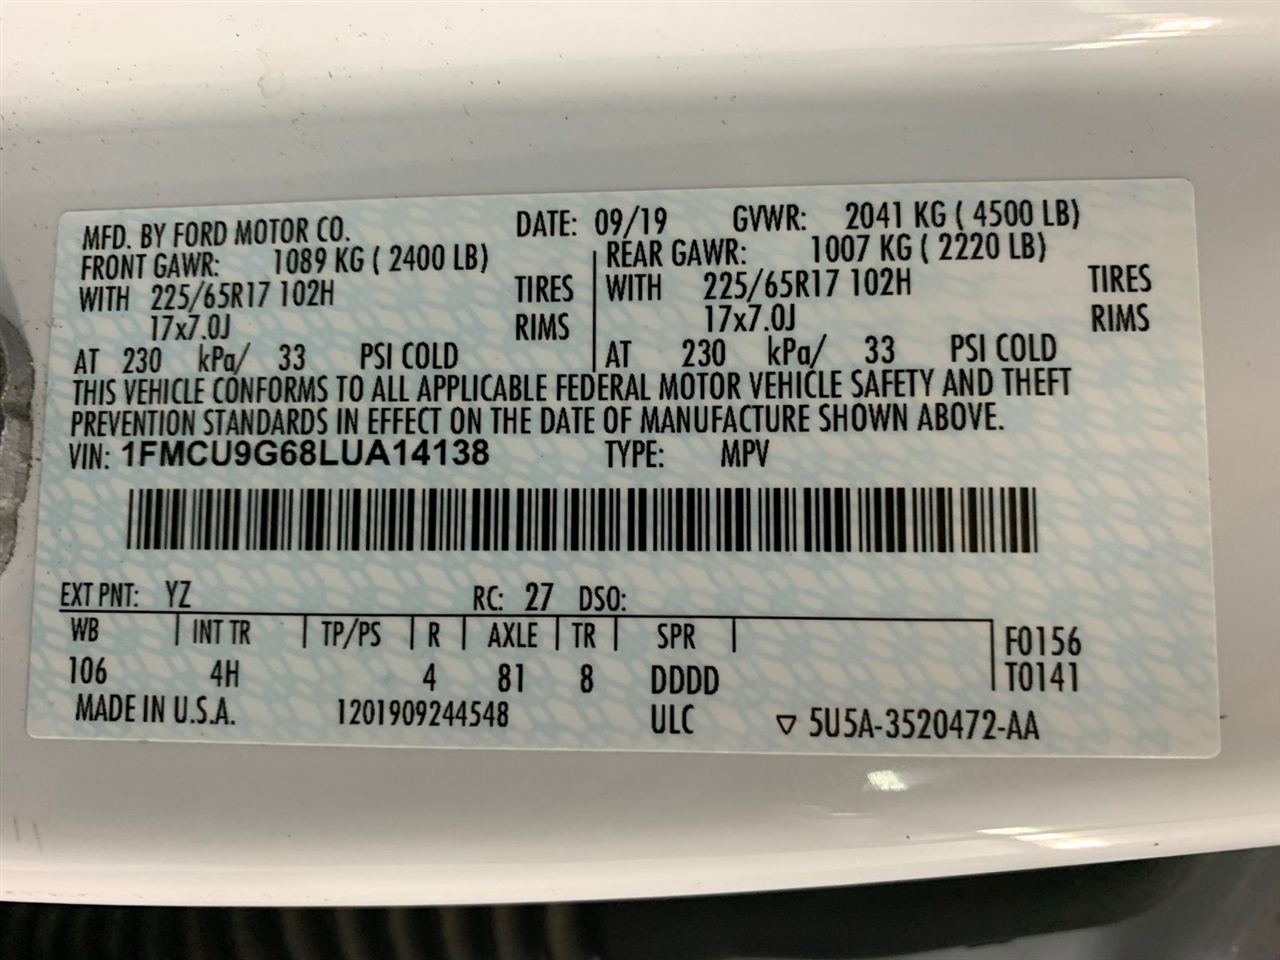 MFD. BY FORD MOTOR CO. DATE: 09/19 GVWR: 2041 KG ( 4500 LB)
FRONT GAWR: 1089 KG ( 2400 LB) REAR GAWR: 1007 KG ( 2220 LB)
WITH 225/65R17 102H TIRES WITH 225/65R17 102H TIRES
17x7.0J RIMS 17x7.0J RIMS
AT 230 kPa/ 33 PSI COLD AT 230 kPa/ 33 PSI COLD
THIS VEHICLE CONFORMS TO ALL APPLICABLE FEDERAL MOTOR VEHICLE SAFETY AND THEFT
PREVENTION STANDARDS IN EFFECT ON THE DATE OF MANUFACTURE SHOWN ABOVE.
VIN: 1FMCU9G68LUA14138 TYPE: MPV
EXT PNT: YZ RC: 27 DSO:
WB INT TR TP/PS R AXLE TR SPR F0156
106 4H 4 81 8 DDDD T0141
MADE IN U.S.A. 1201909244548 ULC ▽ 5U5A-3520472-AA